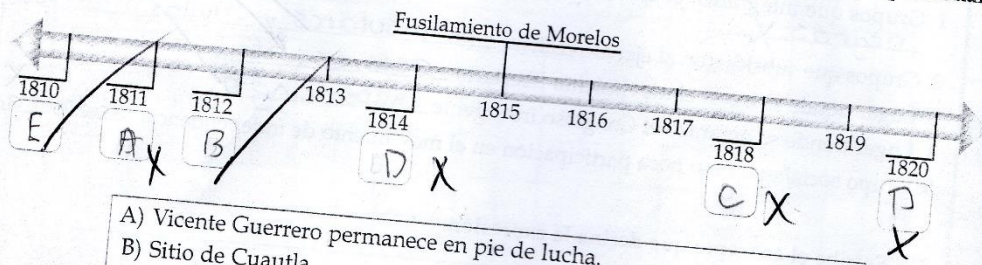 Fusilamiento de Morelos
1810 1811 1812 1813 1814 1815 1816 1817 1818 1819 1820
E A X B D X C X D X
A) Vicente Guerrero permanece en pie de lucha.
B) Sitio de Cuautla